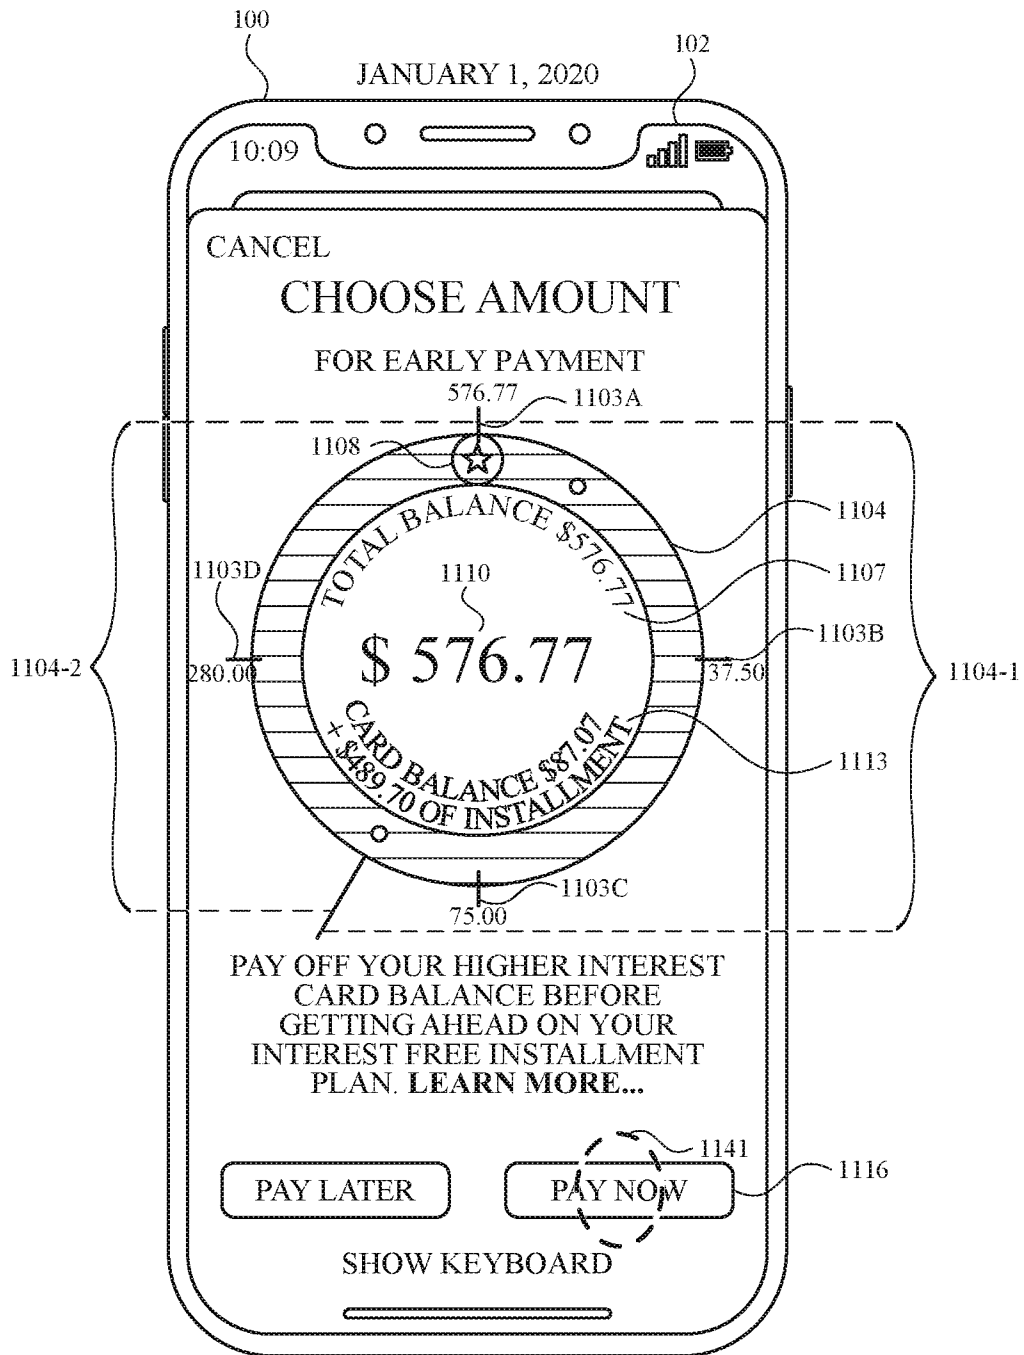 100
102
JANUARY 1, 2020
10:09
CANCEL
CHOOSE AMOUNT
FOR EARLY PAYMENT
576.77
1103A
1108
1104
TOTAL BALANCE $576.77
1107
1103D
1110
1103B
$ 576.77
280.00
37.50
1104-2
1104-1
CARD BALANCE $87.07
+ $489.70 OF INSTALLMENT
1113
1103C
75.00
PAY OFF YOUR HIGHER INTEREST
CARD BALANCE BEFORE
GETTING AHEAD ON YOUR
INTEREST FREE INSTALLMENT
PLAN. LEARN MORE...
1141
1116
PAY LATER
PAY NOW
SHOW KEYBOARD